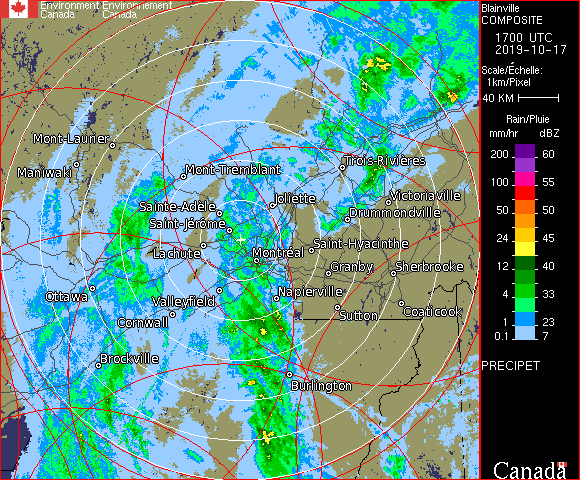 Environment Environnement
Canada Canada
Blainville
COMPOSITE
1700 UTC
2019-10-17
Scale/Échelle:
1km/Pixel
40 KM
Rain/Pluie
mm/hr dBZ
200 60
100 55
50 50
24 45
12 40
4 33
1 23
0.1 7
PRECIPET
Canada
Mont-Laurier
Maniwaki
Mont-Tremblant
Trois-Rivières
Sainte-Adele
Joliette
Victoriaville
Drummondville
Saint-Jérôme
Lachute
Montréal
Saint-Hyacinthe
Granby
Sherbrooke
Ottawa
Valleyfield
Napierville
Coaticook
Cornwall
Sutton
Brockville
Burlington